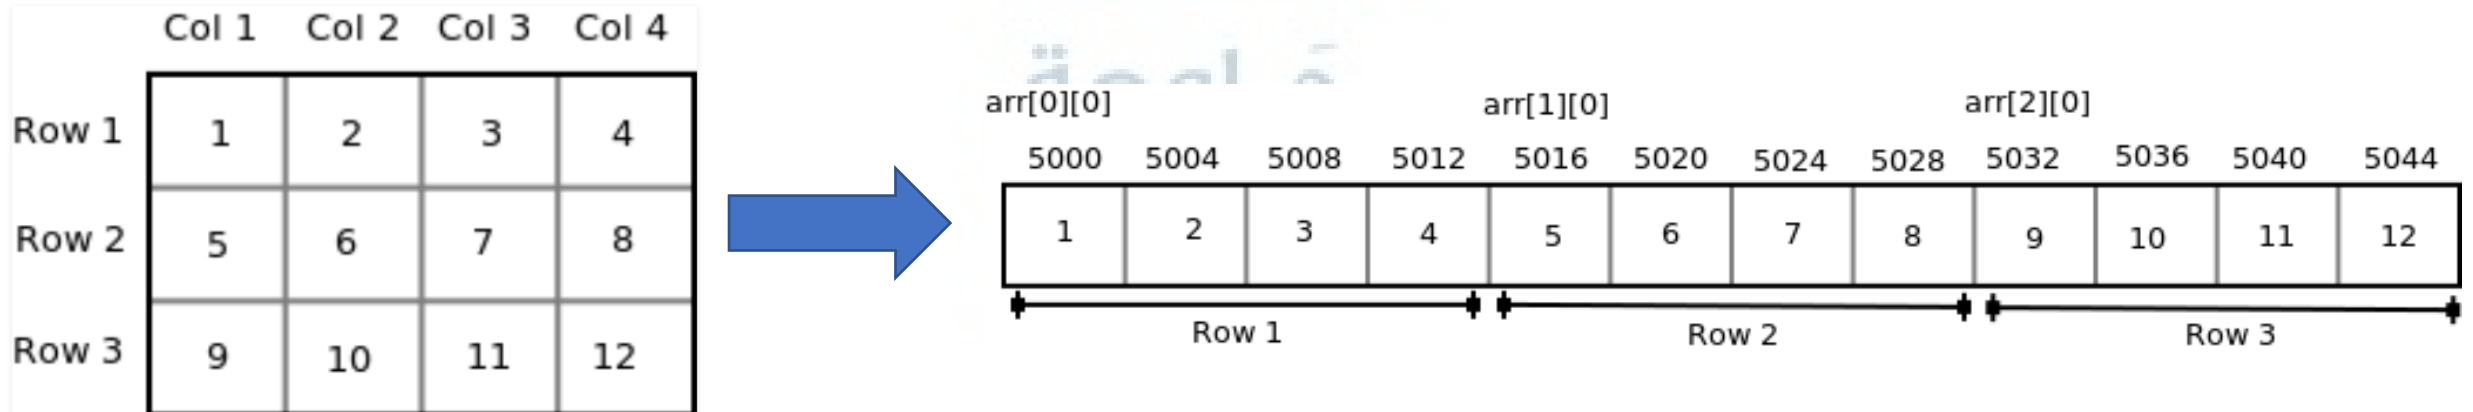 Col 1 Col 2 Col 3 Col 4
Row 1 1 2 3 4
Row 2 5 6 7 8
Row 3 9 10 11 12
arr[0][0] arr[1][0] arr[2][0]
5000 5004 5008 5012 5016 5020 5024 5028 5032 5036 5040 5044
1 2 3 4 5 6 7 8 9 10 11 12
Row 1 Row 2 Row 3